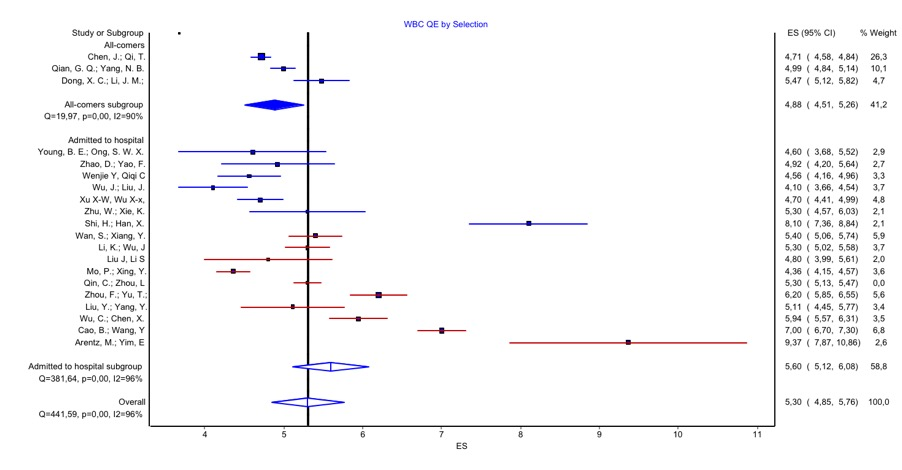 WBC QE by Selection
Study or Subgroup ES (95% CI) % Weight
All-comers
Chen, J.; Qi, T. 4,71 ( 4,58, 4,84) 26,3
Qian, G. Q.; Yang, N. B. 4,99 ( 4,84, 5,14) 10,1
Dong, X. C.; Li, J. M.; 5,47 ( 5,12, 5,82) 4,7
All-comers subgroup 4,88 ( 4,51, 5,26) 41,2
Q=19,97, p=0,00, I2=90%
Admitted to hospital
Young, B. E.; Ong, S. W. X. 4,60 ( 3,68, 5,52) 2,9
Zhao, D.; Yao, F. 4,92 ( 4,20, 5,64) 2,7
Wenjie Y, Qiqi C 4,56 ( 4,16, 4,96) 3,3
Wu, J.; Liu, J. 4,10 ( 3,66, 4,54) 3,7
Xu X-W, Wu X-x, 4,70 ( 4,41, 4,99) 4,8
Zhu, W.; Xie, K. 5,30 ( 4,57, 6,03) 2,1
Shi, H.; Han, X. 8,10 ( 7,36, 8,84) 2,1
Wan, S.; Xiang, Y. 5,40 ( 5,06, 5,74) 5,9
Li, K.; Wu, J 5,30 ( 5,02, 5,58) 3,7
Liu J, Li S 4,80 ( 3,99, 5,61) 2,0
Mo, P.; Xing, Y. 4,36 ( 4,15, 4,57) 3,6
Qin, C.; Zhou, L 5,30 ( 5,13, 5,47) 0,0
Zhou, F.; Yu, T.; 6,20 ( 5,85, 6,55) 5,6
Liu, Y.; Yang, Y. 5,11 ( 4,45, 5,77) 3,4
Wu, C.; Chen, X. 5,94 ( 5,57, 6,31) 3,5
Cao, B.; Wang, Y 7,00 ( 6,70, 7,30) 6,8
Arentz, M.; Yim, E 9,37 ( 7,87, 10,86) 2,6
Admitted to hospital subgroup 5,60 ( 5,12, 6,08) 58,8
Q=381,64, p=0,00, I2=96%
Overall 5,30 ( 4,85, 5,76) 100,0
Q=441,59, p=0,00, I2=96%
4 5 6 7 8 9 10 11
ES